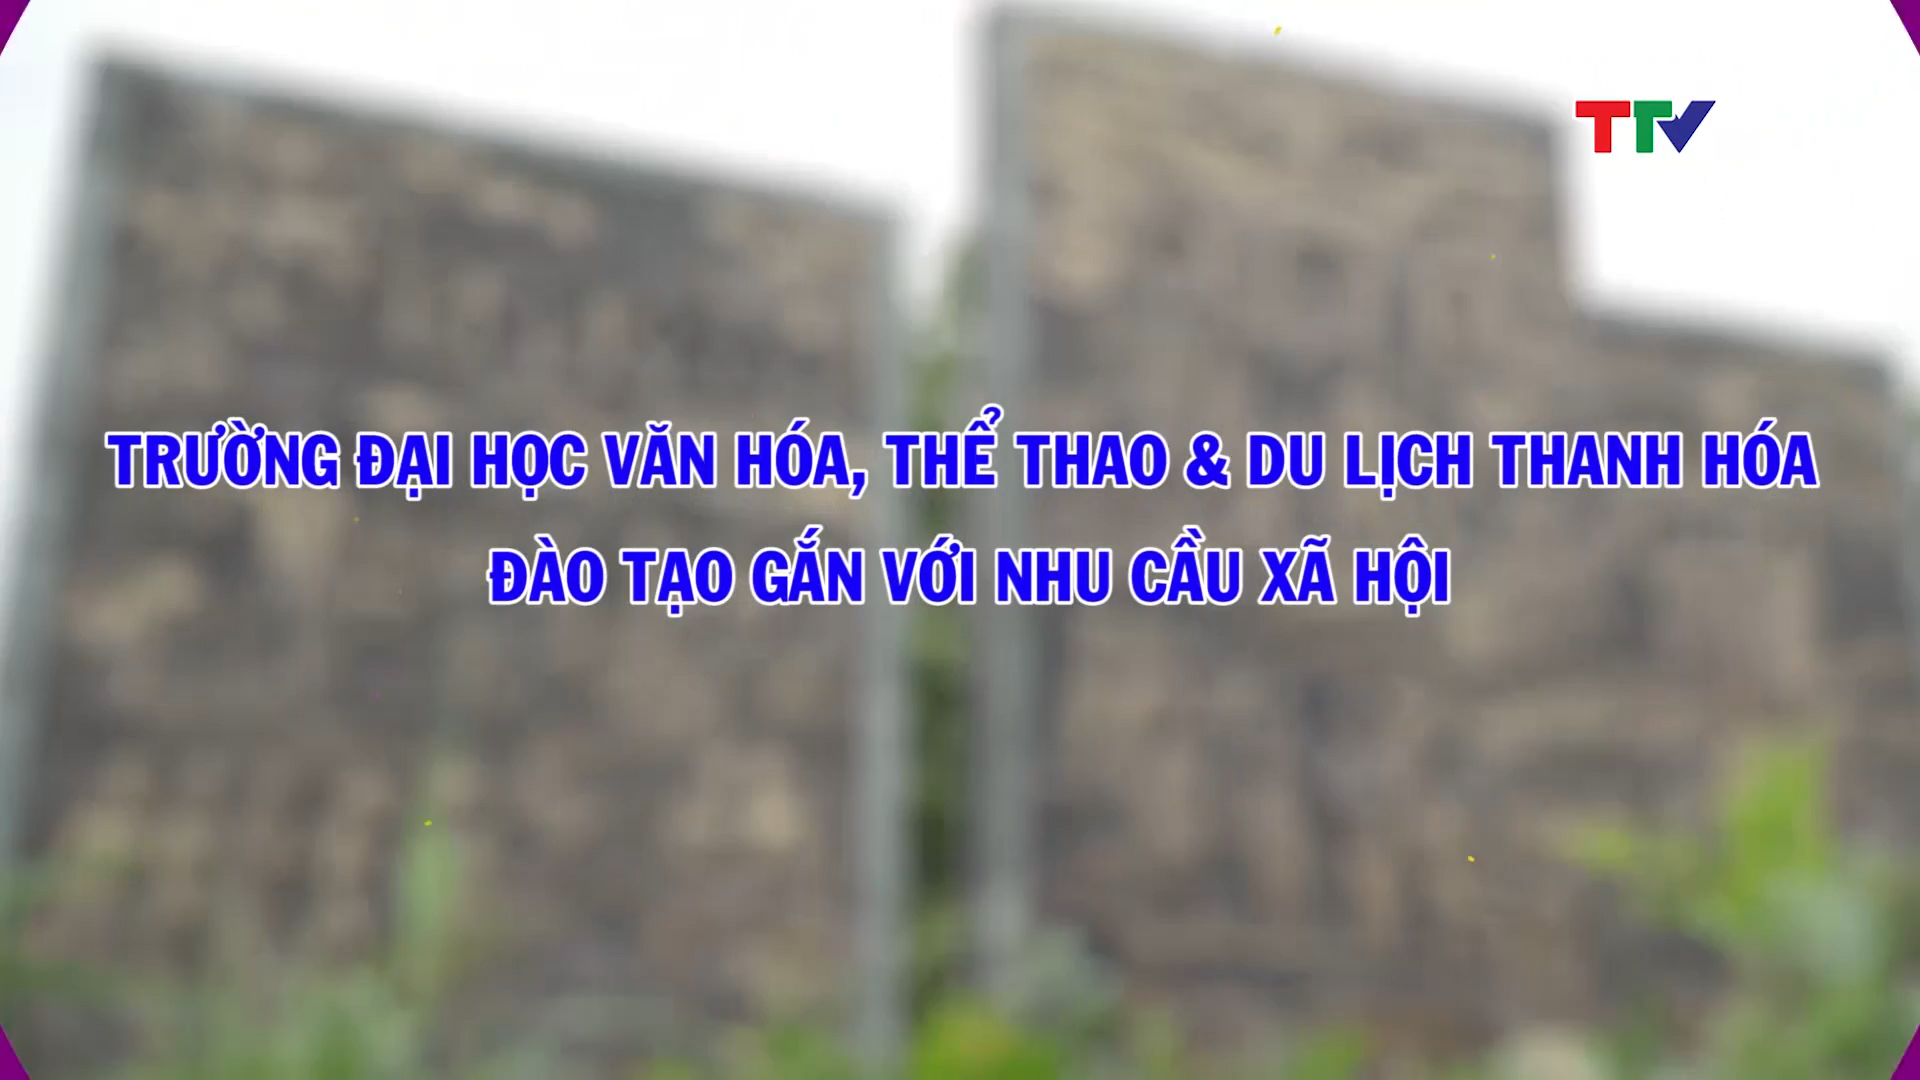 TTV
TRƯỜNG ĐẠI HỌC VĂN HÓA, THỂ THAO & DU LỊCH THANH HÓA
ĐÀO TẠO GẮN VỚI NHU CẦU XÃ HỘI